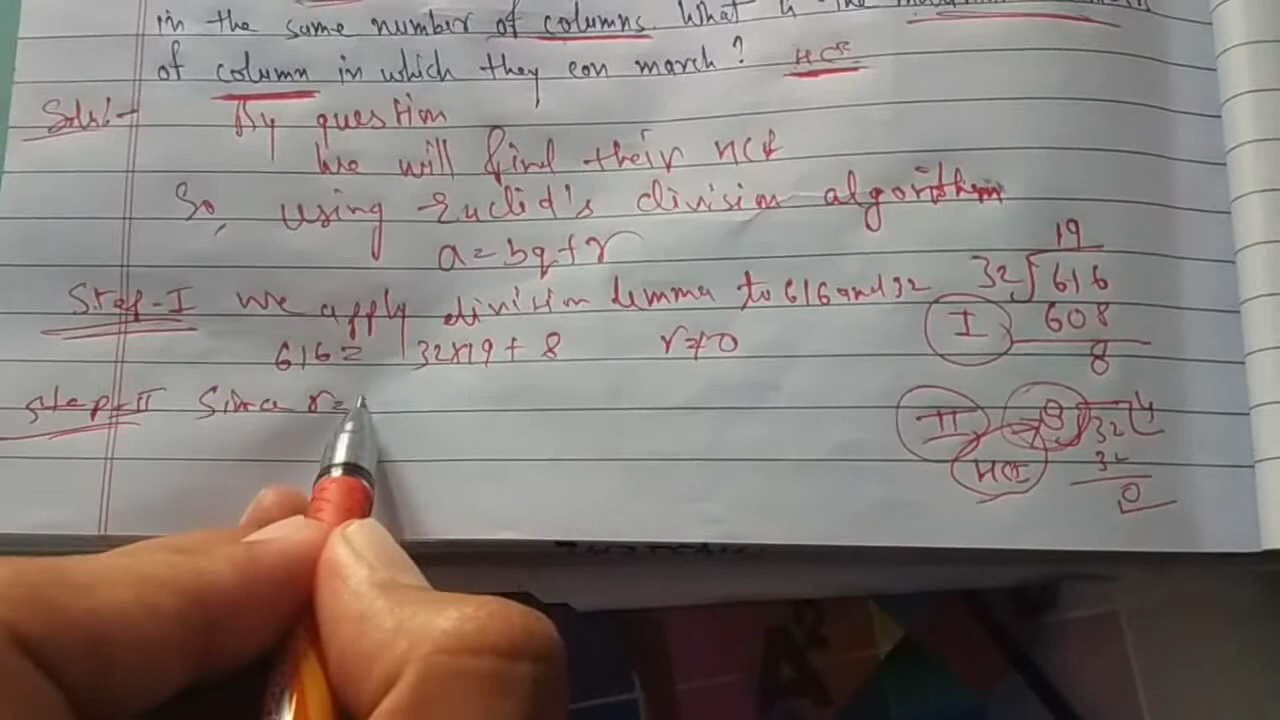 in the same number of columns. What is the maximum number
of column in which they can march? HCF
Soln:- By question
We will find their HCF
So, using Euclid's division algorithm
a=bq+r
Step-I We apply division lemma to 616 and 32
616= 32×19+8 r≠0
Step-II Since r=
19
32 616
I 608
8
II 8 32 4
HCF 32
0
A²